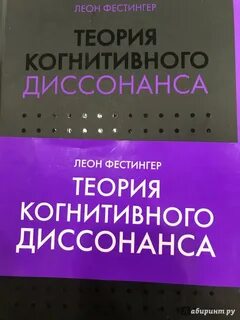 ЛЕОН ФЕСТИНГЕР
ТЕОРИЯ
КОГНИТИВНОГО
ДИССОНАНСА
ЛЕОН ФЕСТИНГЕР
ТЕОРИЯ
КОГНИТИВНОГО
ДИССОНАНСА
Лабиринт.ру